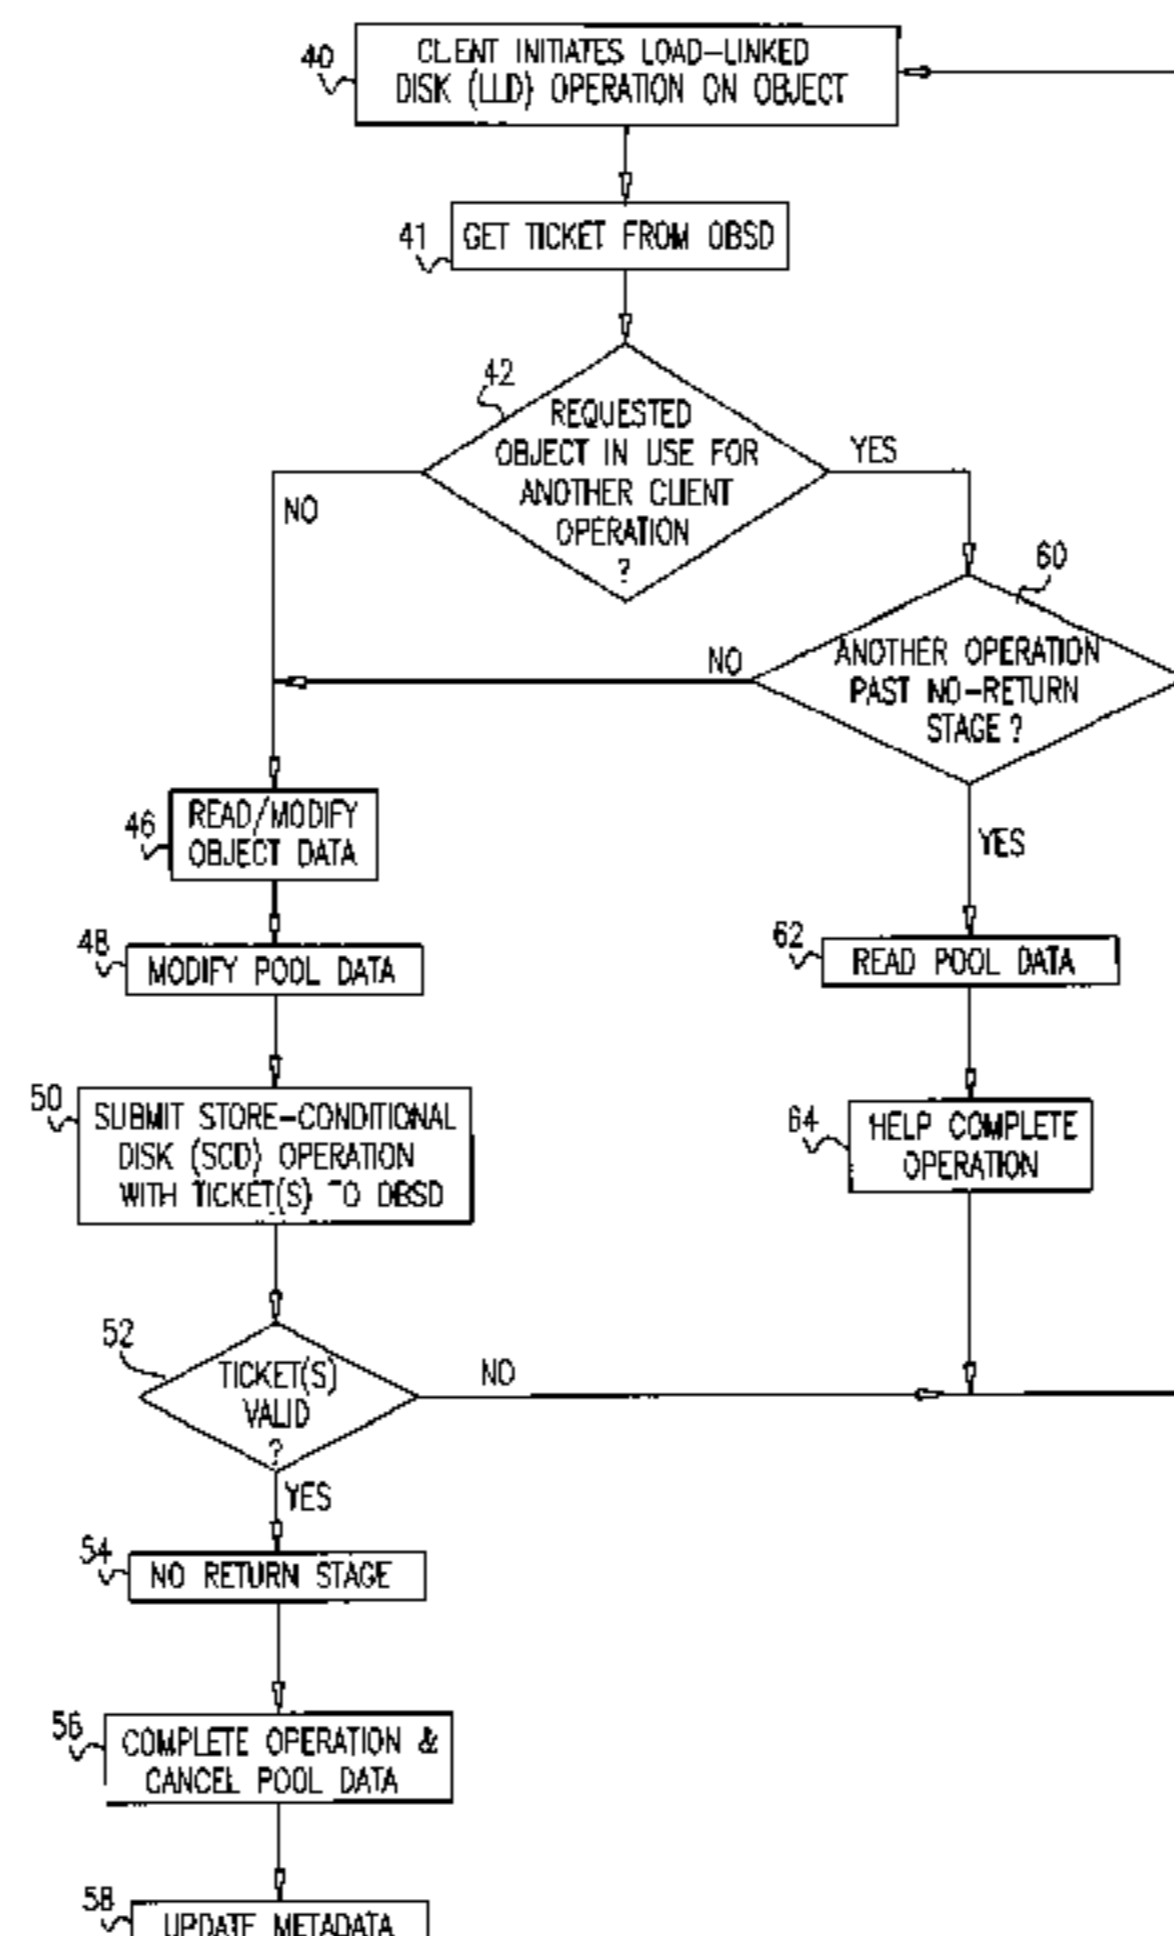 40
CLIENT INITIATES LOAD-LINKED
DISK (LLD) OPERATION ON OBJECT
41
GET TICKET FROM OBSD
42
REQUESTED
OBJECT IN USE FOR
ANOTHER CLIENT
OPERATION
?
YES
NO
60
ANOTHER OPERATION
PAST NO-RETURN
STAGE?
NO
YES
46
READ/MODIFY
OBJECT DATA
48
MODIFY POOL DATA
62
READ POOL DATA
50
SUBMIT STORE-CONDITIONAL
DISK (SCD) OPERATION
WITH TICKET(S) TO OBSD
64
HELP COMPLETE
OPERATION
52
TICKET(S)
VALID
?
NO
YES
54
NO RETURN STAGE
56
COMPLETE OPERATION &
CANCEL POOL DATA
58
UPDATE METADATA